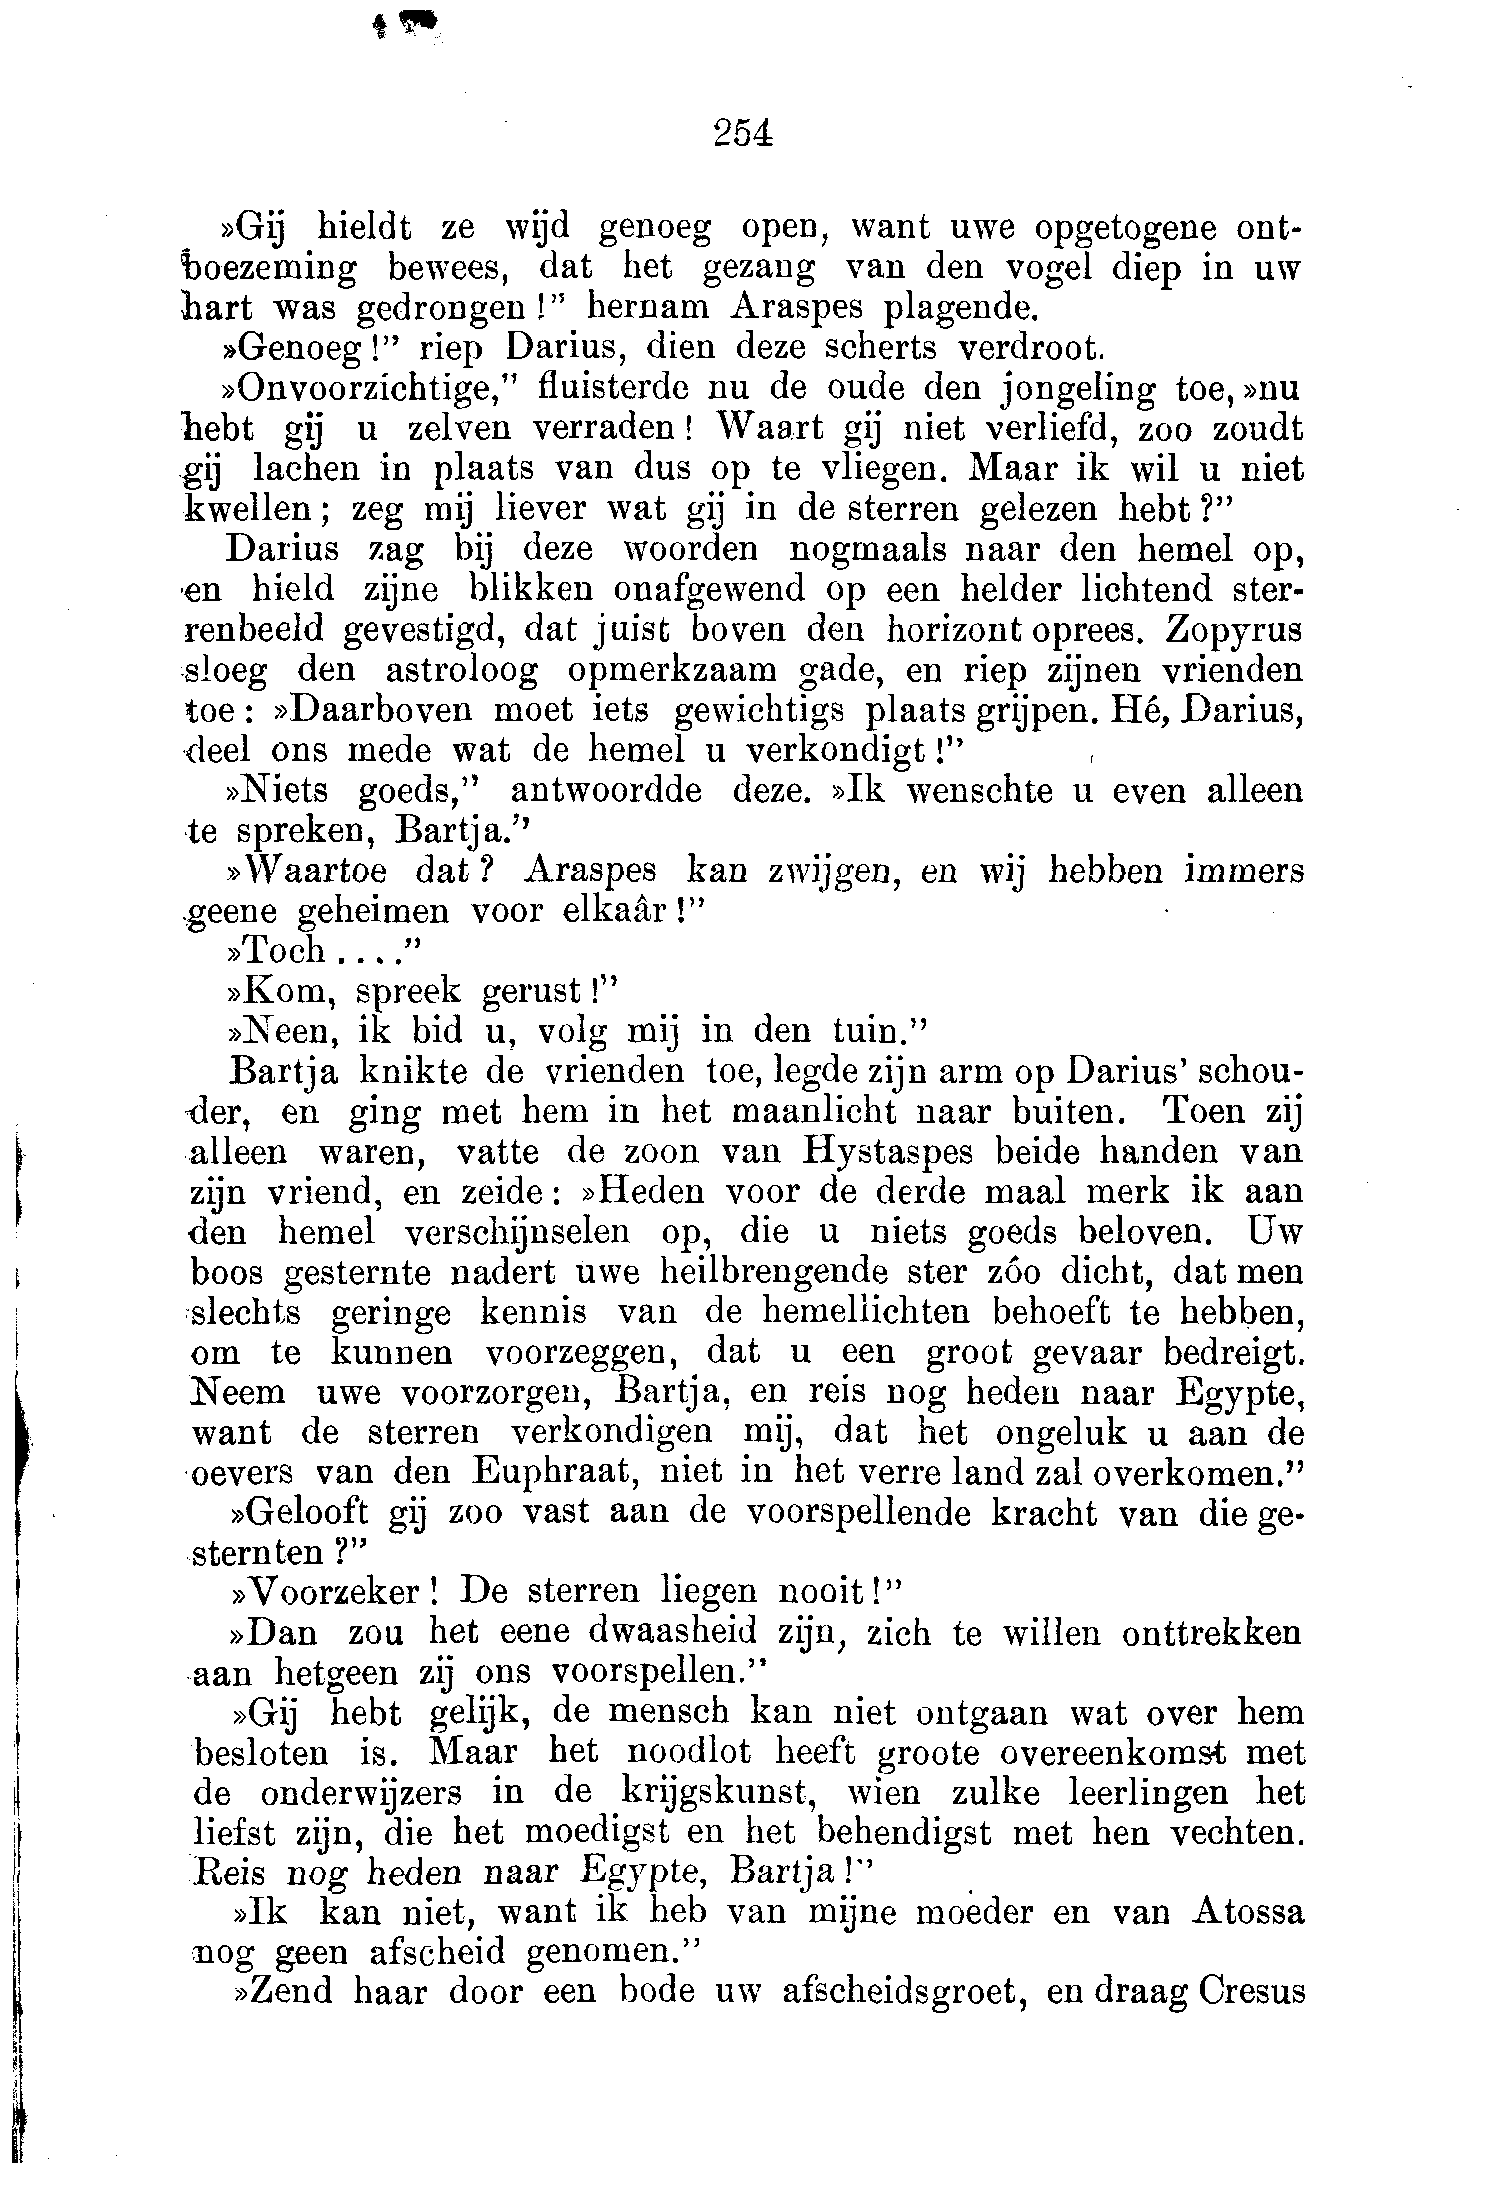 254
»Gij hieldt ze wijd genoeg open, want uwe opgetogene ont-
boezeming bewees, dat het gezang van den vogel diep in uw
hart was gedrongen!” hernam Araspes plagende.
»Genoeg!” riep Darius, dien deze scherts verdroot.
»Onvoorzichtige,” fluisterde nu de oude den jongeling toe, »nu
hebt gij u zelven verraden! Waart gij niet verliefd, zoo zoudt
gij lachen in plaats van dus op te vliegen. Maar ik wil u niet
kwellen; zeg mij liever wat gij in de sterren gelezen hebt?”
Darius zag bij deze woorden nogmaals naar den hemel op,
en hield zijne blikken onafgewend op een helder lichtend ster-
renbeeld gevestigd, dat juist boven den horizont oprees. Zopyrus
sloeg den astroloog opmerkzaam gade, en riep zijnen vrienden
toe: »Daarboven moet iets gewichtigs plaats grijpen. Hé, Darius,
deel ons mede wat de hemel u verkondigt!”
»Niets goeds,” antwoordde deze. »Ik wenschte u even alleen
te spreken, Bartja.”
»Waartoe dat? Araspes kan zwijgen, en wij hebben immers
geene geheimen voor elkaâr!”
»Toch....”
»Kom, spreek gerust!”
»Neen, ik bid u, volg mij in den tuin.”
Bartja knikte de vrienden toe, legde zijn arm op Darius’ schou-
der, en ging met hem in het maanlicht naar buiten. Toen zij
alleen waren, vatte de zoon van Hystaspes beide handen van
zijn vriend, en zeide: »Heden voor de derde maal merk ik aan
den hemel verschijnselen op, die u niets goeds beloven. Uw
boos gesternte nadert uwe heilbrengende ster zóo dicht, dat men
slechts geringe kennis van de hemellichten behoeft te hebben,
om te kunnen voorzeggen, dat u een groot gevaar bedreigt.
Neem uwe voorzorgen, Bartja, en reis nog heden naar Egypte,
want de sterren verkondigen mij, dat het ongeluk u aan de
oevers van den Euphraat, niet in het verre land zal overkomen.”
»Gelooft gij zoo vast aan de voorspellende kracht van die ge-
sternten?”
»Voorzeker! De sterren liegen nooit!”
»Dan zou het eene dwaasheid zijn, zich te willen onttrekken
aan hetgeen zij ons voorspellen.”
»Gij hebt gelijk, de mensch kan niet ontgaan wat over hem
besloten is. Maar het noodlot heeft groote overeenkomst met
de onderwijzers in de krijgskunst, wien zulke leerlingen het
liefst zijn, die het moedigst en het behendigst met hen vechten.
Reis nog heden naar Egypte, Bartja!”
»Ik kan niet, want ik heb van mijne moeder en van Atossa
nog geen afscheid genomen.”
»Zend haar door een bode uw afscheidsgroet, en draag Cresus